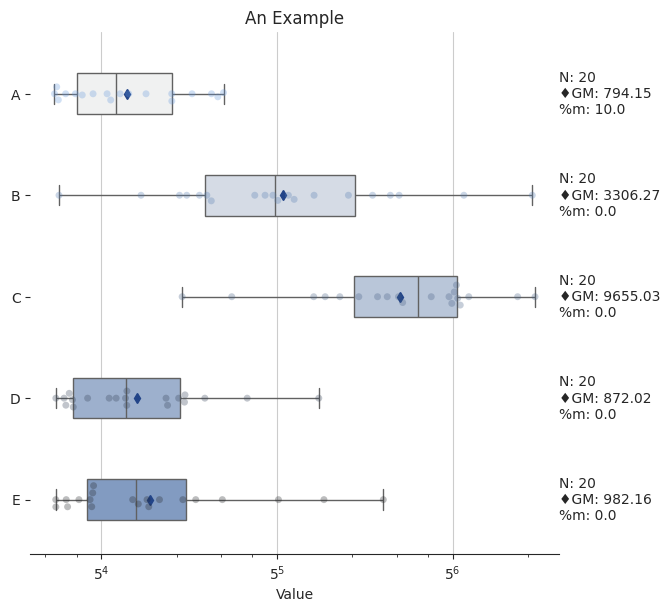 An Example
A
N: 20
♦GM: 794.15
%m: 10.0
B
N: 20
♦GM: 3306.27
%m: 0.0
C
N: 20
♦GM: 9655.03
%m: 0.0
D
N: 20
♦GM: 872.02
%m: 0.0
E
N: 20
♦GM: 982.16
%m: 0.0
5⁴ 5⁵ 5⁶
Value